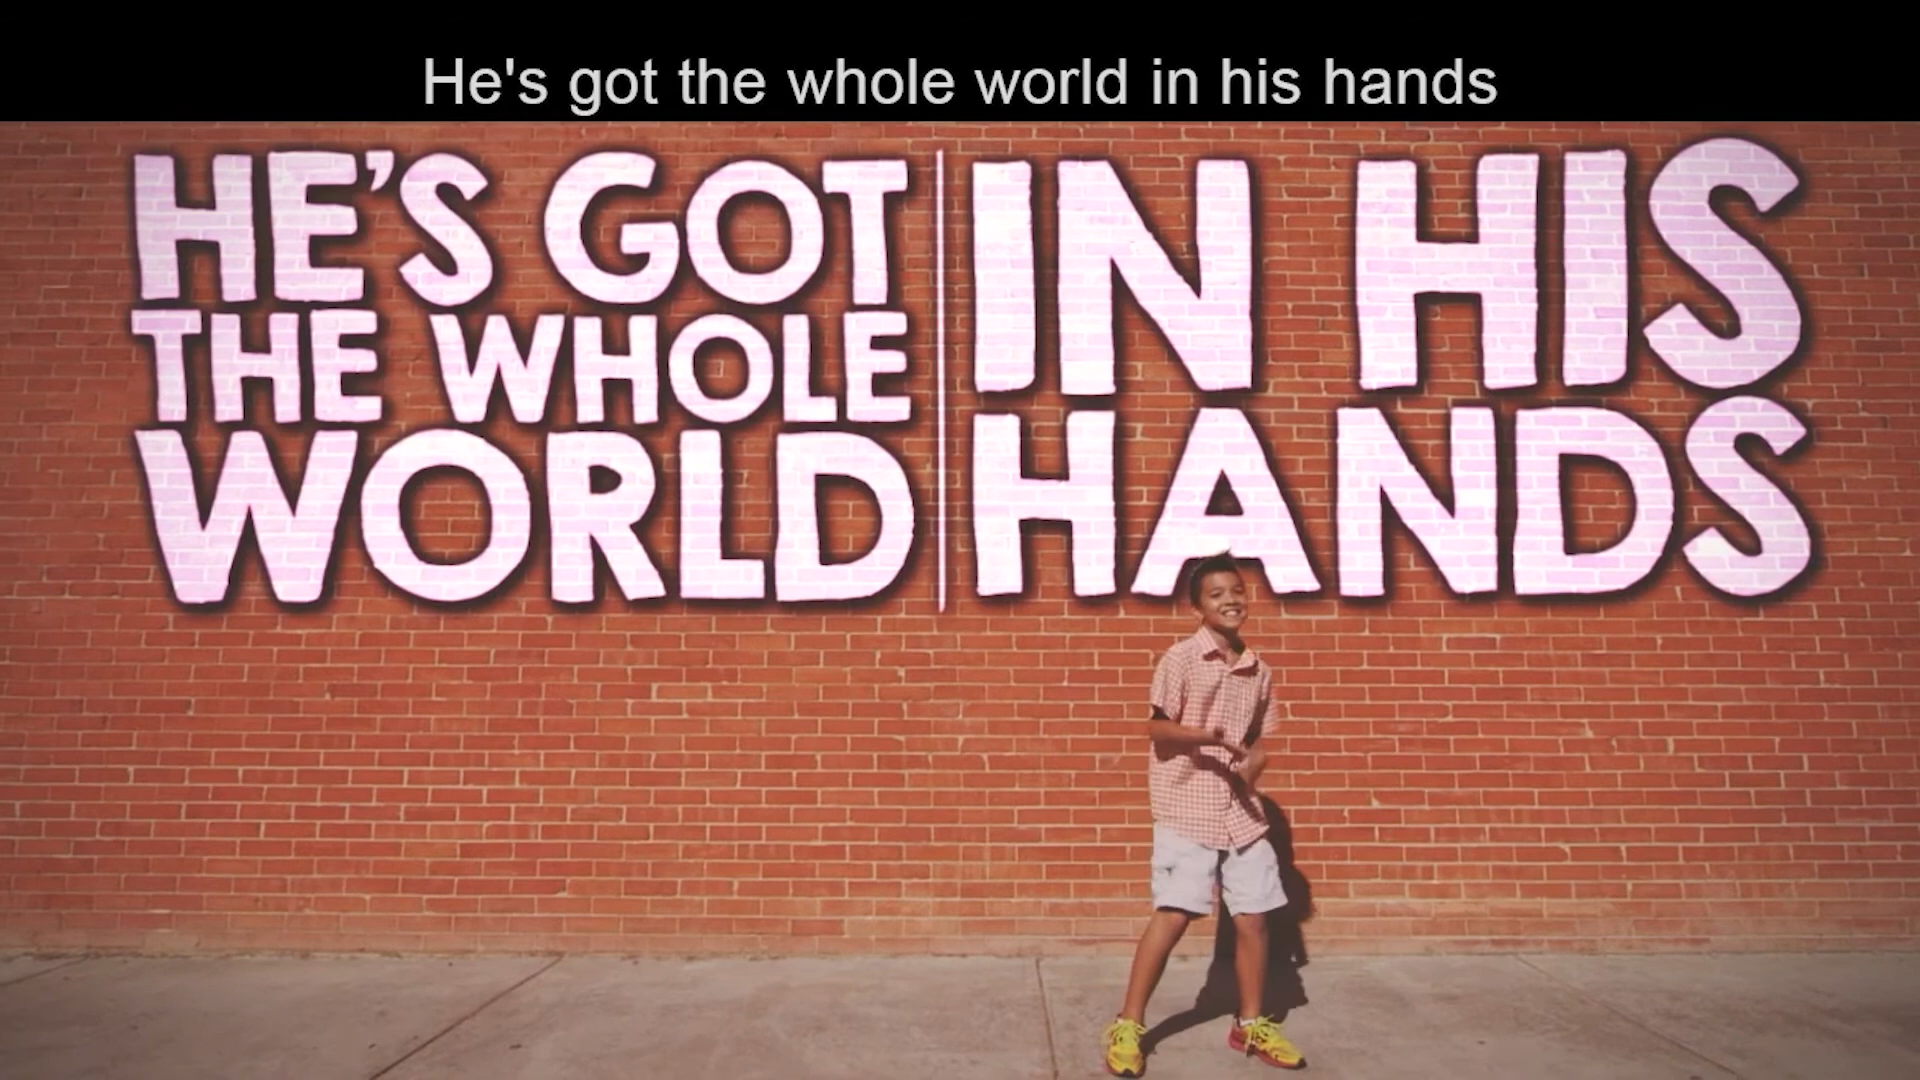 He's got the whole world in his hands
HE'S GOT
THE WHOLE
WORLD
IN HIS
HANDS